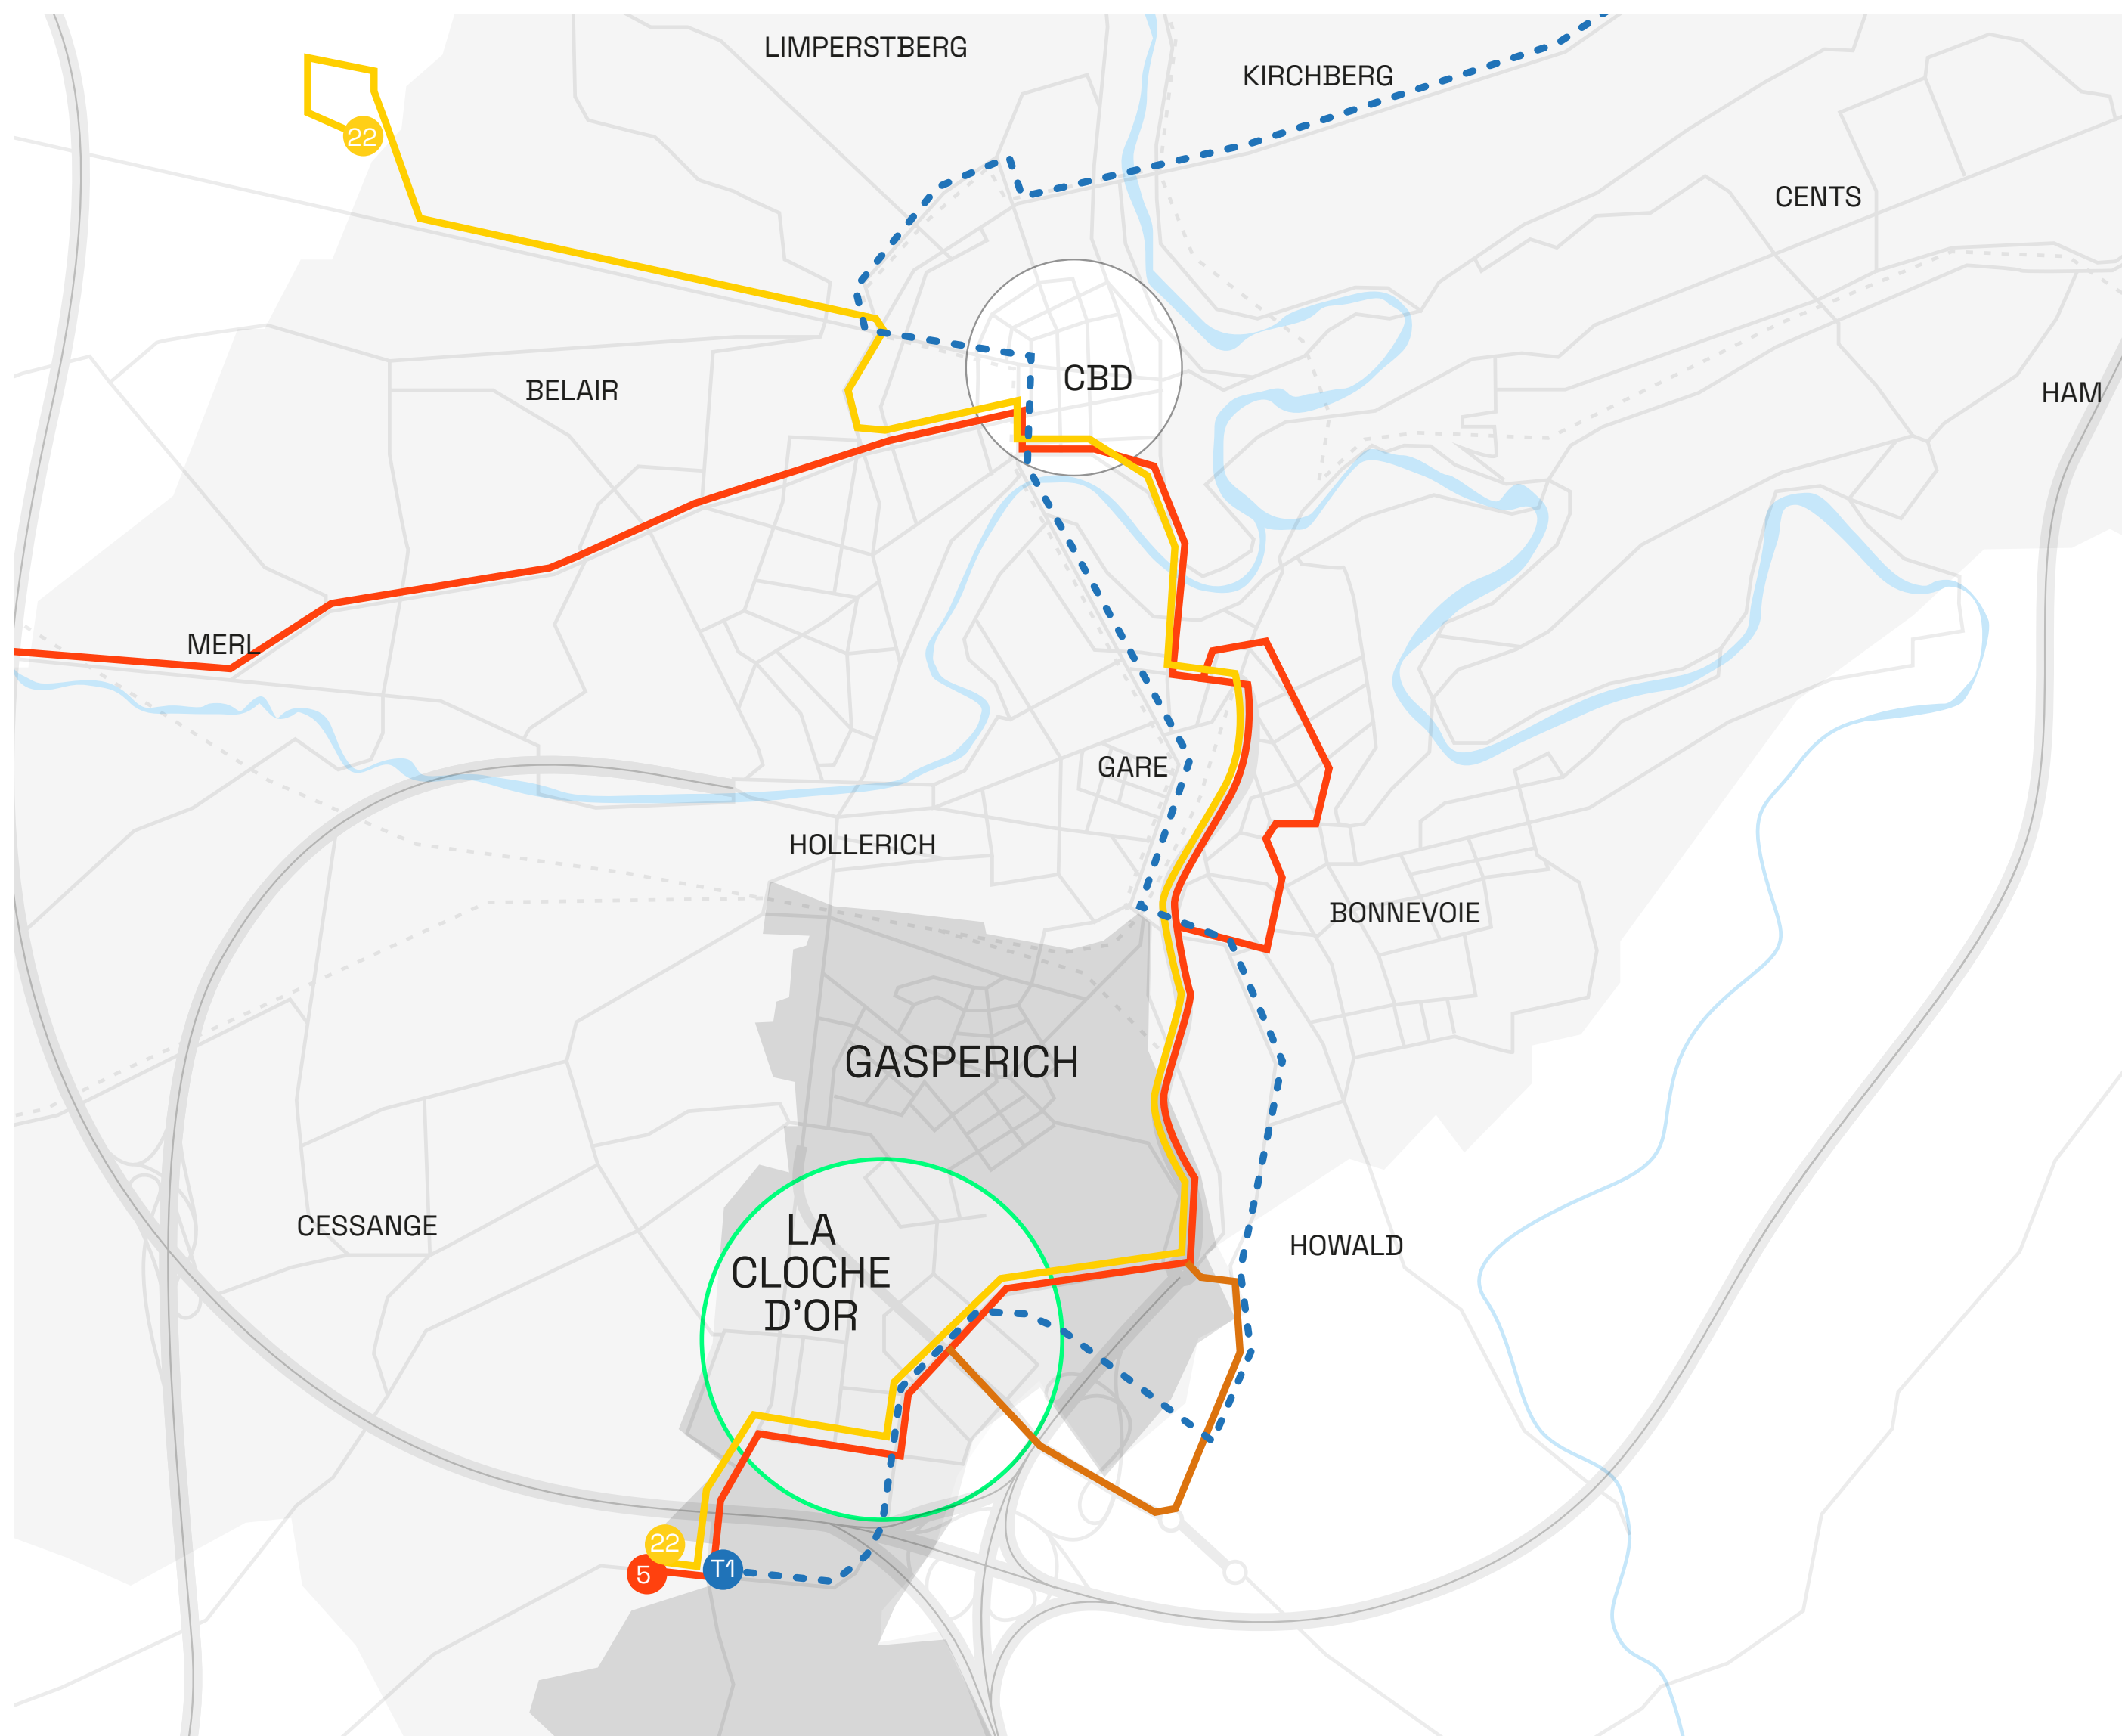 LIMPERSTBERG
KIRCHBERG
22
CENTS
CBD
BELAIR
HAM
MERL
GARE
HOLLERICH
BONNEVOIE
GASPERICH
CESSANGE
LA
CLOCHE
D'OR
HOWALD
22
5
T1